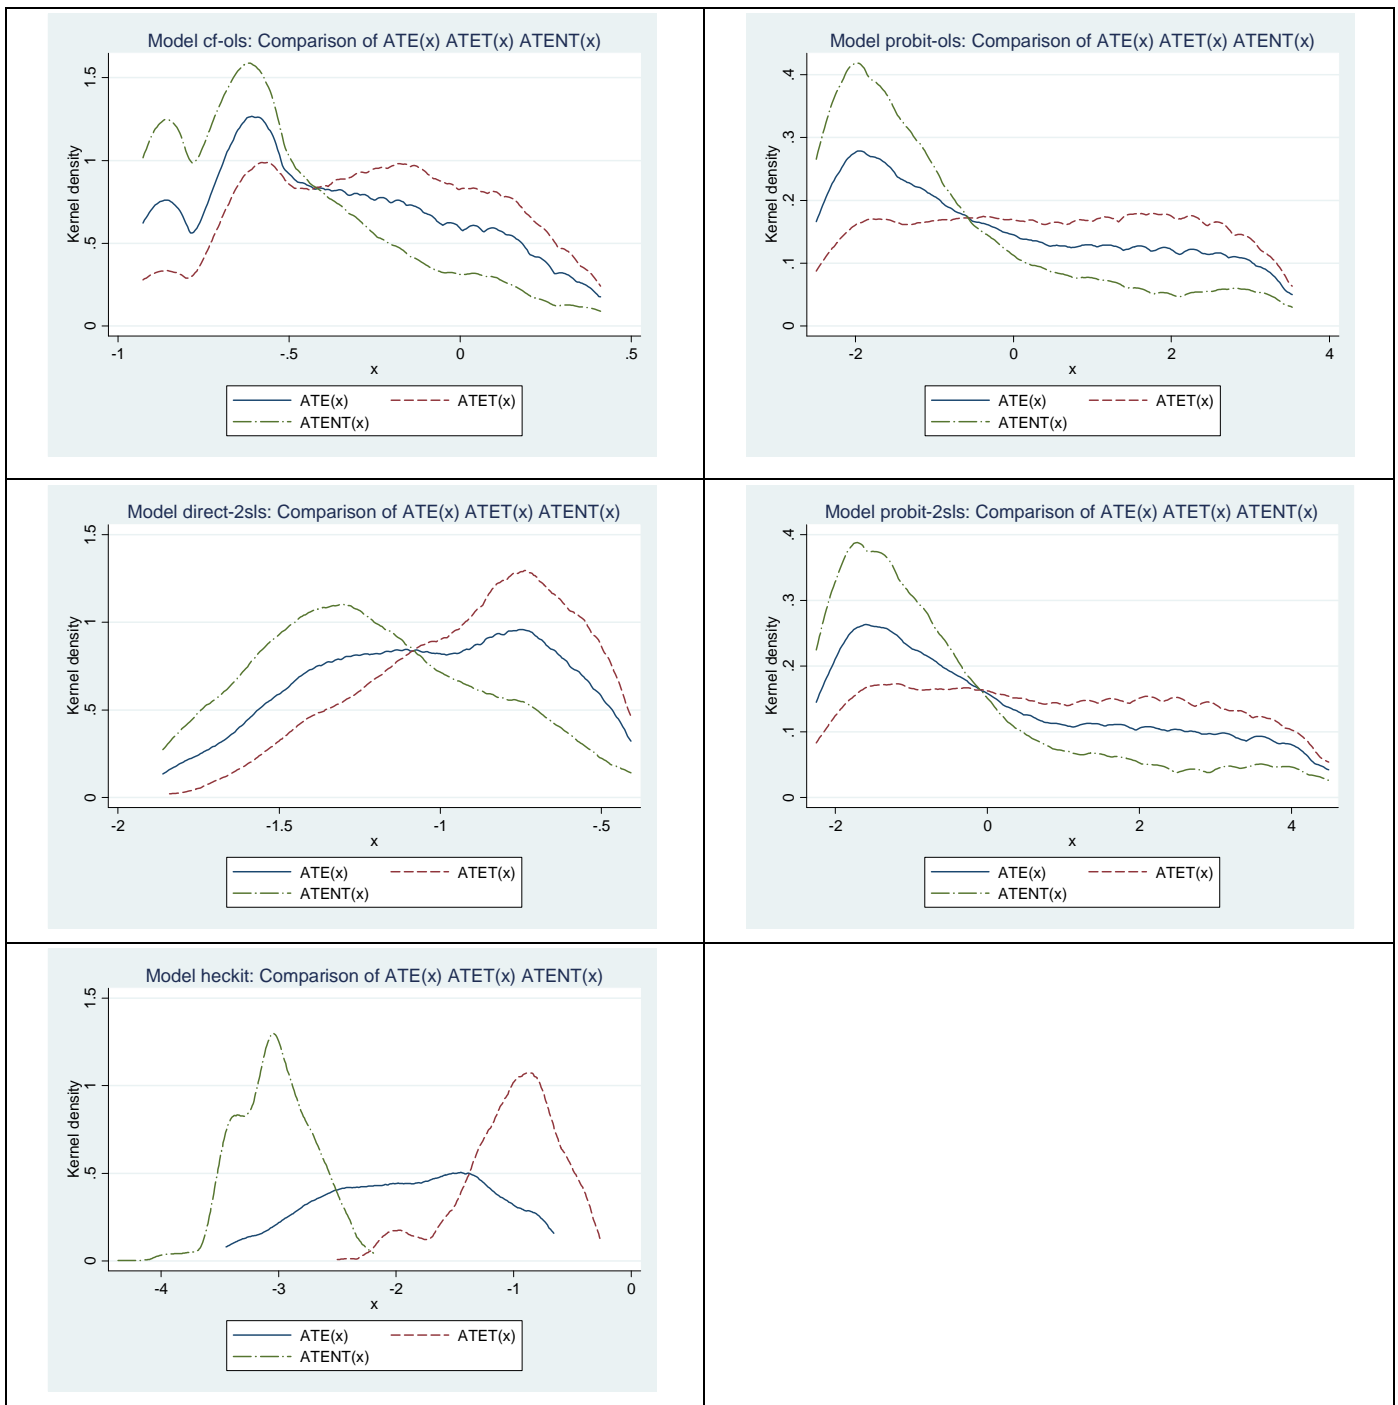 Model cf-ols: Comparison of ATE(x) ATET(x) ATENT(x)
Kernel density
0
.5
1
1.5
-1
-.5
0
.5
x
ATE(x)
ATET(x)
ATENT(x)
Model probit-ols: Comparison of ATE(x) ATET(x) ATENT(x)
Kernel density
0
.1
.2
.3
.4
-2
0
2
4
x
ATE(x)
ATET(x)
ATENT(x)
Model direct-2sls: Comparison of ATE(x) ATET(x) ATENT(x)
Kernel density
0
.5
1
1.5
-2
-1.5
-1
-.5
x
ATE(x)
ATET(x)
ATENT(x)
Model probit-2sls: Comparison of ATE(x) ATET(x) ATENT(x)
Kernel density
0
.1
.2
.3
.4
-2
0
2
4
x
ATE(x)
ATET(x)
ATENT(x)
Model heckit: Comparison of ATE(x) ATET(x) ATENT(x)
Kernel density
0
.5
1
1.5
-4
-3
-2
-1
0
x
ATE(x)
ATET(x)
ATENT(x)